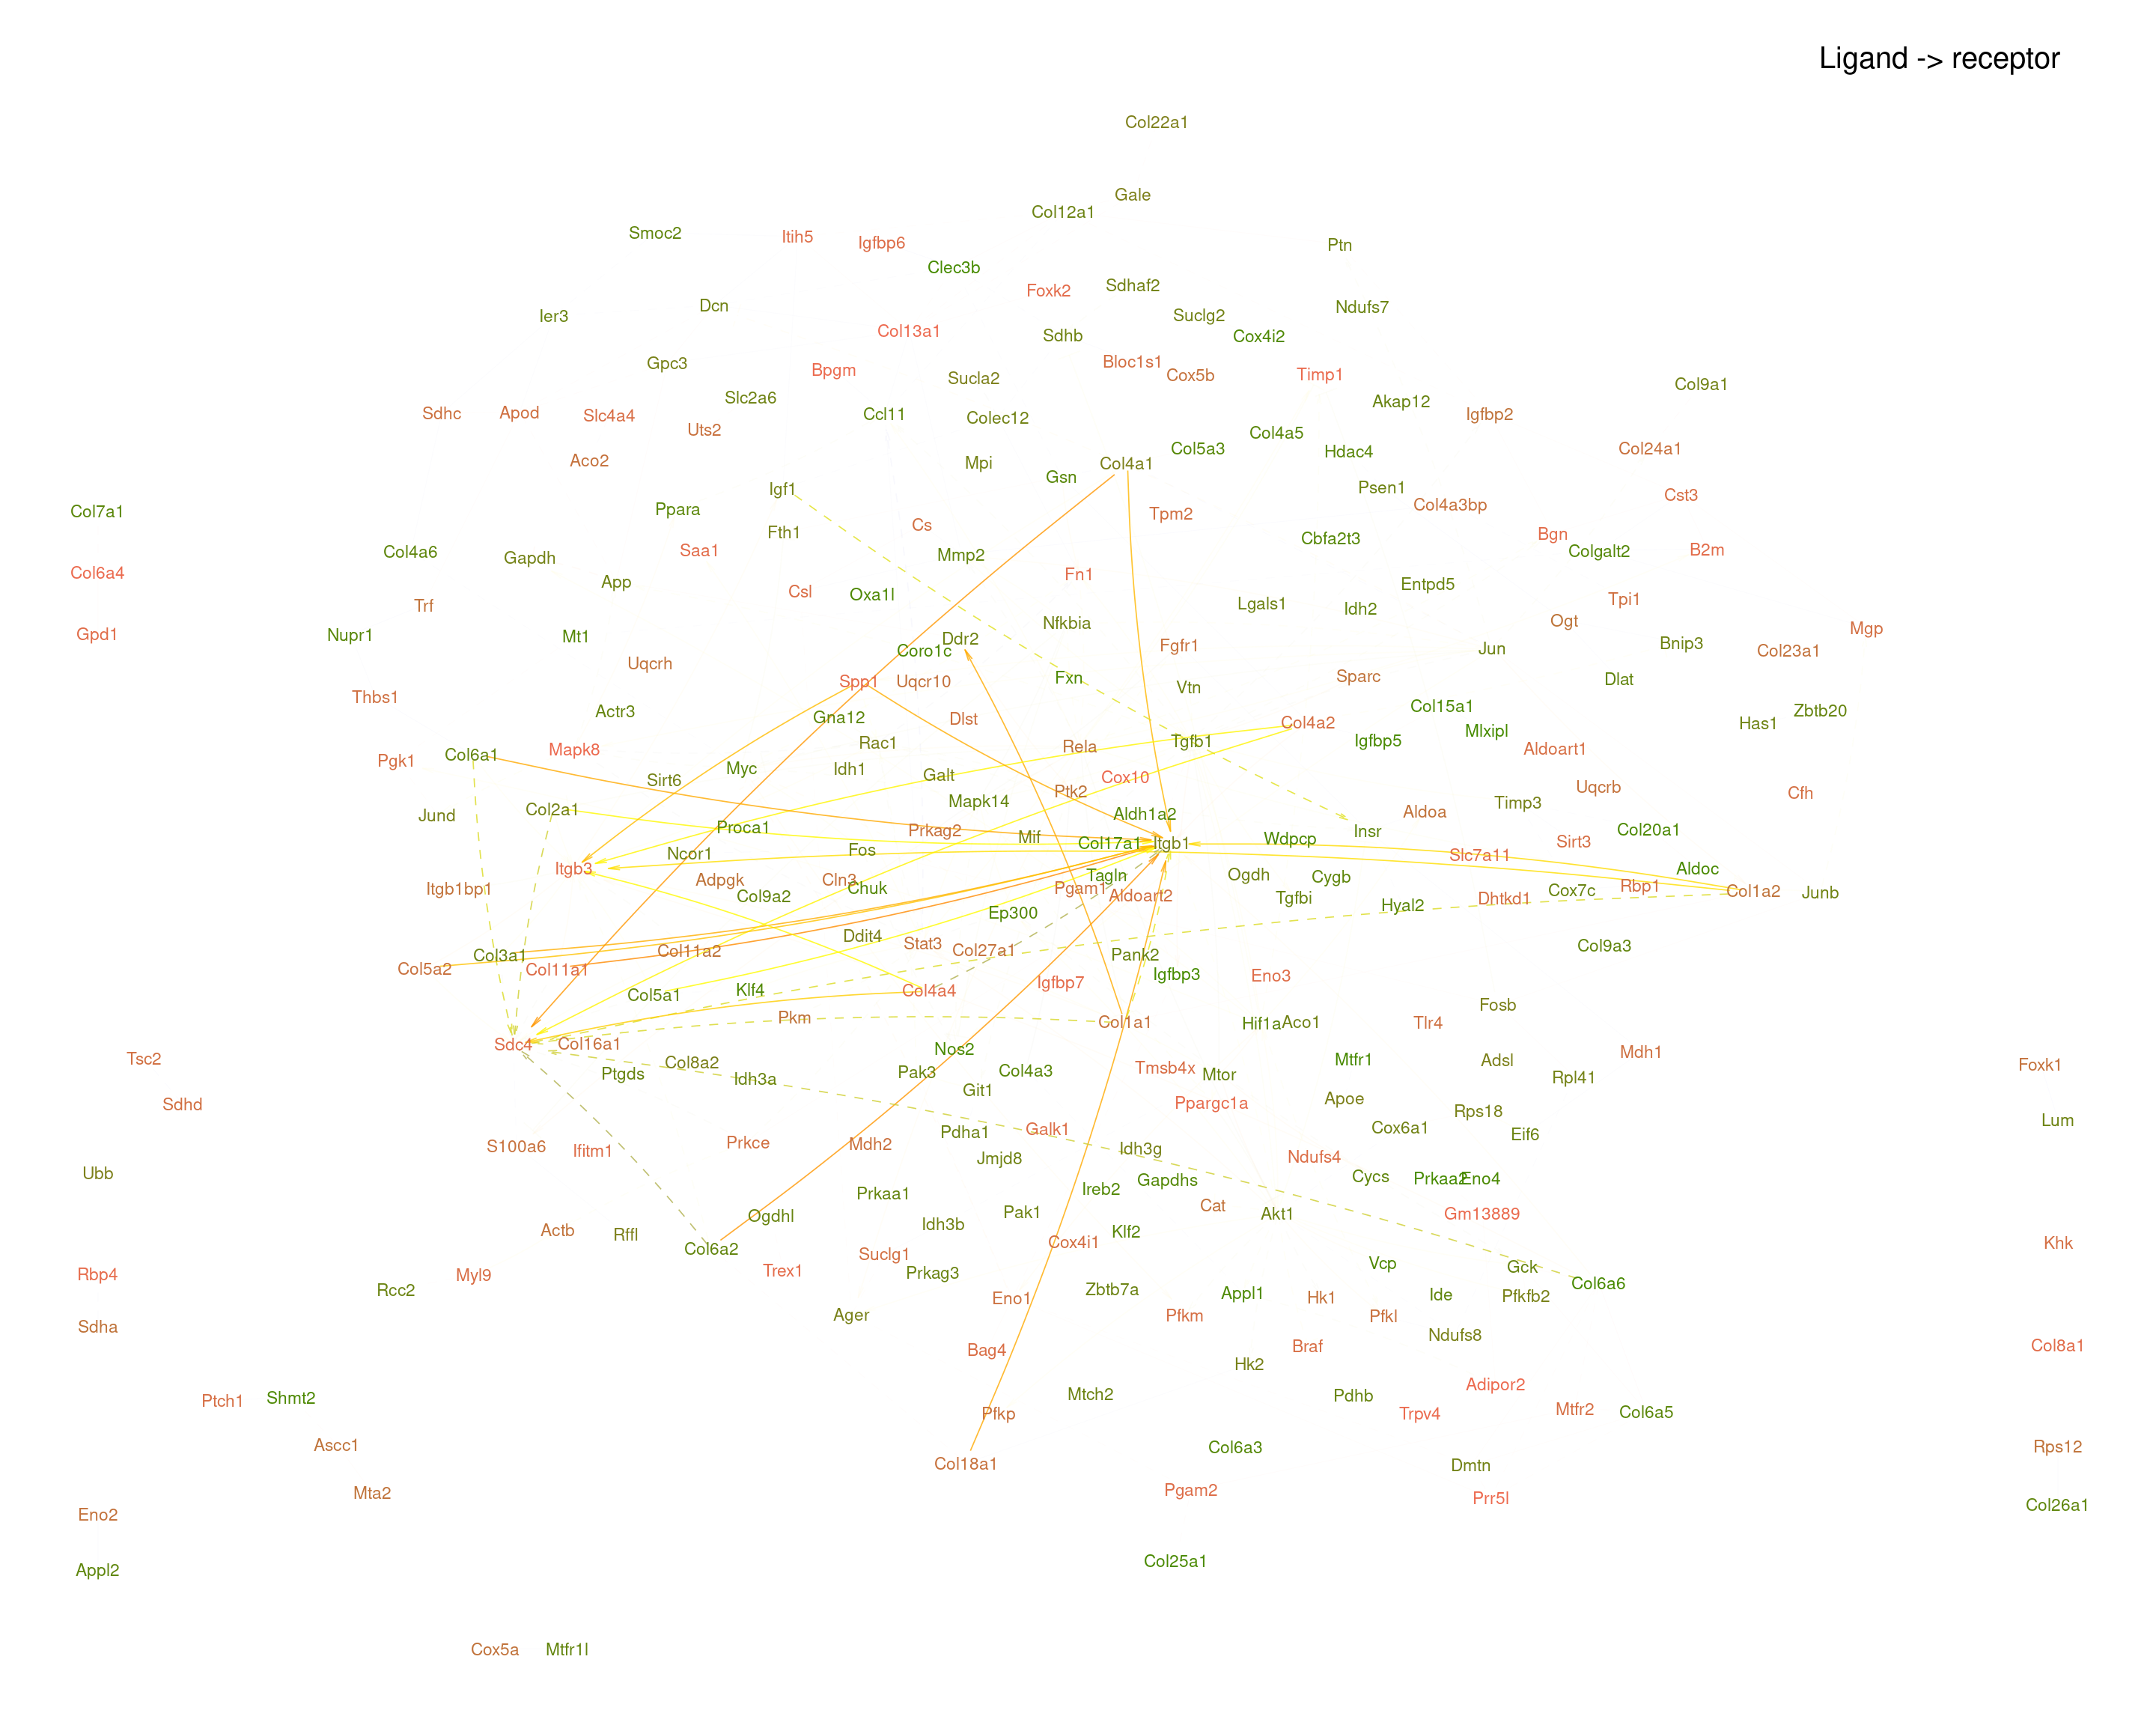 Ligand -> receptor
Col22a1
Gale
Col12a1
Smoc2
Itih5
Igfbp6
Ptn
Clec3b
Sdhaf2
Foxk2
Dcn
Ndufs7
Ier3
Suclg2
Col13a1
Sdhb
Cox4i2
Gpc3
Bloc1s1
Bpgm
Cox5b
Timp1
Sucla2
Col9a1
Slc2a6
Akap12
Sdhc
Apod
Slc4a4
Ccl11
Colec12
Igfbp2
Uts2
Col4a5
Col5a3
Col24a1
Hdac4
Aco2
Mpi
Col4a1
Gsn
Igf1
Psen1
Cst3
Col4a3bp
Col7a1
Ppara
Tpm2
Cs
Fth1
Bgn
Cbfa2t3
Col4a6
Gapdh
Saa1
Mmp2
Colgalt2
B2m
Col6a4
App
Fn1
Entpd5
Csl
Oxa1l
Tpi1
Trf
Lgals1
Idh2
Ogt
Nfkbia
Mgp
Gpd1
Nupr1
Mt1
Ddr2
Bnip3
Coro1c
Fgfr1
Jun
Col23a1
Uqcrh
Spp1
Uqcr10
Fxn
Vtn
Sparc
Dlat
Thbs1
Col15a1
Actr3
Gna12
Dlst
Zbtb20
Col4a2
Has1
Mlxipl
Rac1
Tgfb1
Igfbp5
Mapk8
Rela
Aldoart1
Col6a1
Pgk1
Myc
Idh1
Galt
Cox10
Sirt6
Ptk2
Uqcrb
Cfh
Mapk14
Timp3
Jund
Col2a1
Aldh1a2
Aldoa
Proca1
Prkag2
Mif
Insr
Col20a1
Wdpcp
Sirt3
Col17a1
Itgb1
Ncor1
Fos
Slc7a11
Itgb3
Aldoc
Tagln
Ogdh
Cygb
Itgb1bp1
Adpgk
Cln3
Chuk
Pgam1
Rbp1
Cox7c
Col1a2
Junb
Col9a2
Aldoart2
Tgfbi
Dhtkd1
Hyal2
Ep300
Ddit4
Stat3
Col9a3
Col3a1
Col11a2
Col27a1
Pank2
Col5a2
Col11a1
Igfbp3
Eno3
Igfbp7
Col5a1
Klf4
Col4a4
Fosb
Pkm
Col1a1
Hif1a
Aco1
Tlr4
Sdc4
Col16a1
Nos2
Mdh1
Tsc2
Col8a2
Mtfr1
Adsl
Foxk1
Ptgds
Idh3a
Pak3
Col4a3
Tmsb4x
Mtor
Rpl41
Git1
Sdhd
Ppargc1a
Apoe
Rps18
Lum
Pdha1
Galk1
Cox6a1
Eif6
S100a6
Ifitm1
Prkce
Mdh2
Idh3g
Jmjd8
Ndufs4
Ubb
Cycs
Prkaa2
Eno4
Gapdhs
Prkaa1
Ireb2
Cat
Ogdhl
Pak1
Akt1
Gm13889
Actb
Rffl
Idh3b
Klf2
Cox4i1
Khk
Col6a2
Suclg1
Vcp
Gck
Rbp4
Myl9
Trex1
Prkag3
Col6a6
Rcc2
Zbtb7a
Appl1
Ide
Pfkfb2
Eno1
Hk1
Ager
Pfkm
Pfkl
Sdha
Ndufs8
Bag4
Braf
Col8a1
Hk2
Adipor2
Ptch1
Shmt2
Mtch2
Pdhb
Pfkp
Trpv4
Mtfr2
Col6a5
Ascc1
Col6a3
Rps12
Col18a1
Dmtn
Mta2
Pgam2
Prr5l
Col26a1
Eno2
Col25a1
Appl2
Cox5a
Mtfr1l